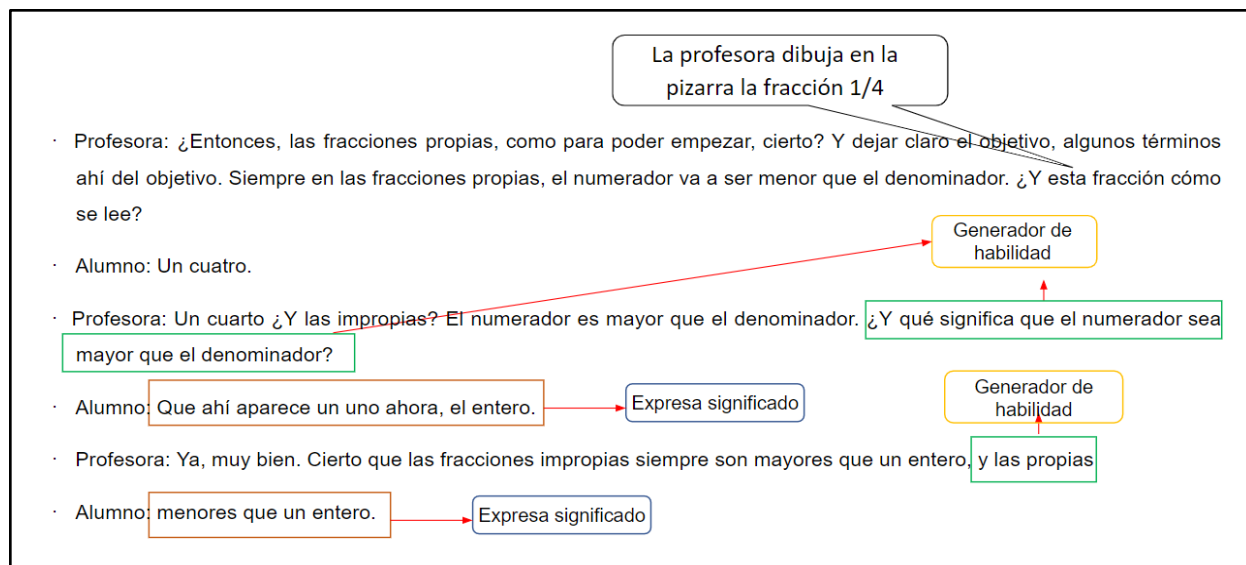 La profesora dibuja en la
pizarra la fracción 1/4
· Profesora: ¿Entonces, las fracciones propias, como para poder empezar, cierto? Y dejar claro el objetivo, algunos términos
ahí del objetivo. Siempre en las fracciones propias, el numerador va a ser menor que el denominador. ¿Y esta fracción cómo
se lee?
Generador de
habilidad
· Alumno: Un cuatro.
· Profesora: Un cuarto ¿Y las impropias? El numerador es mayor que el denominador. ¿Y qué significa que el numerador sea
mayor que el denominador?
· Alumno: Que ahí aparece un uno ahora, el entero.
Expresa significado
Generador de
habilidad
· Profesora: Ya, muy bien. Cierto que las fracciones impropias siempre son mayores que un entero, y las propias
· Alumno: menores que un entero.
Expresa significado